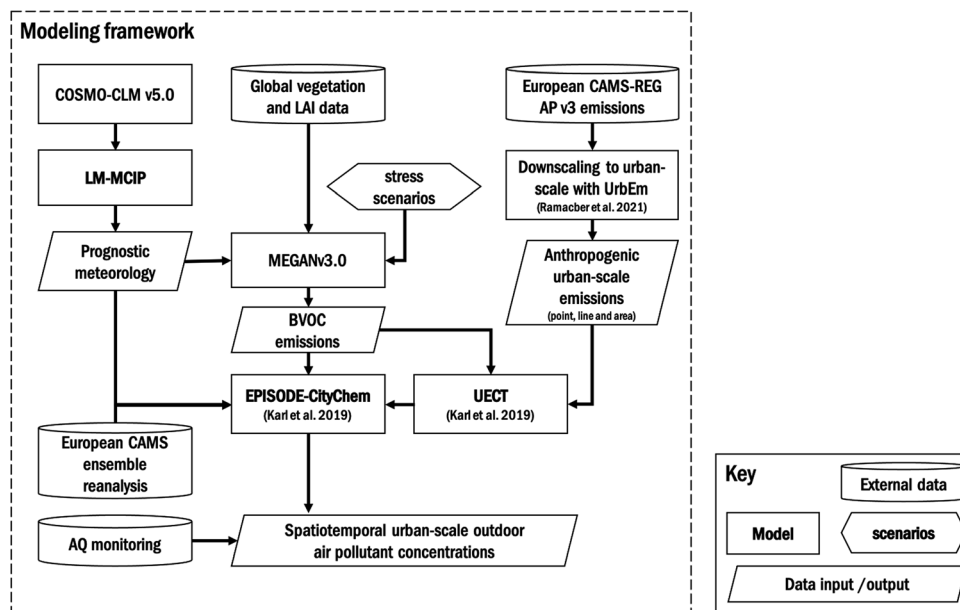 Modeling framework
COSMO-CLM v5.0
Global vegetation
and LAI data
European CAMS-REG
AP v3 emissions
LM-MCIP
stress
scenarios
Downscaling to urban-
scale with UrbEm
(Ramacber et al. 2021)
Prognostic
meteorology
MEGANv3.0
Anthropogenic
urban-scale
emissions
(point, line and area)
BVOC
emissions
EPISODE-CityChem
(Karl et al. 2019)
UECT
(Karl et al. 2019)
European CAMS
ensemble
reanalysis
AQ monitoring
Spatiotemporal urban-scale outdoor
air pollutant concentrations
Key
External data
Model
scenarios
Data input /output